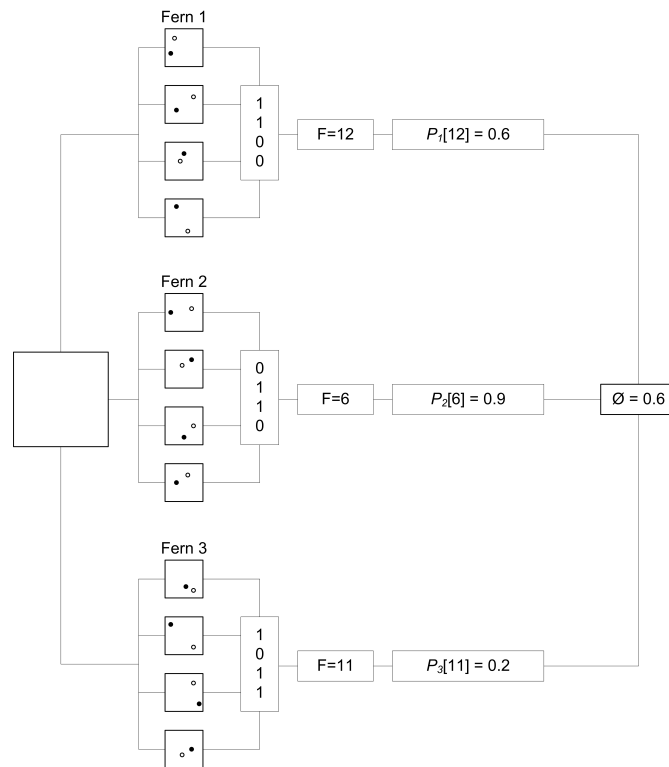 Fern 1
1
1
0
0
F=12
P1[12] = 0.6
Fern 2
0
1
1
0
F=6
P2[6] = 0.9
Ø = 0.6
Fern 3
1
0
1
1
F=11
P3[11] = 0.2